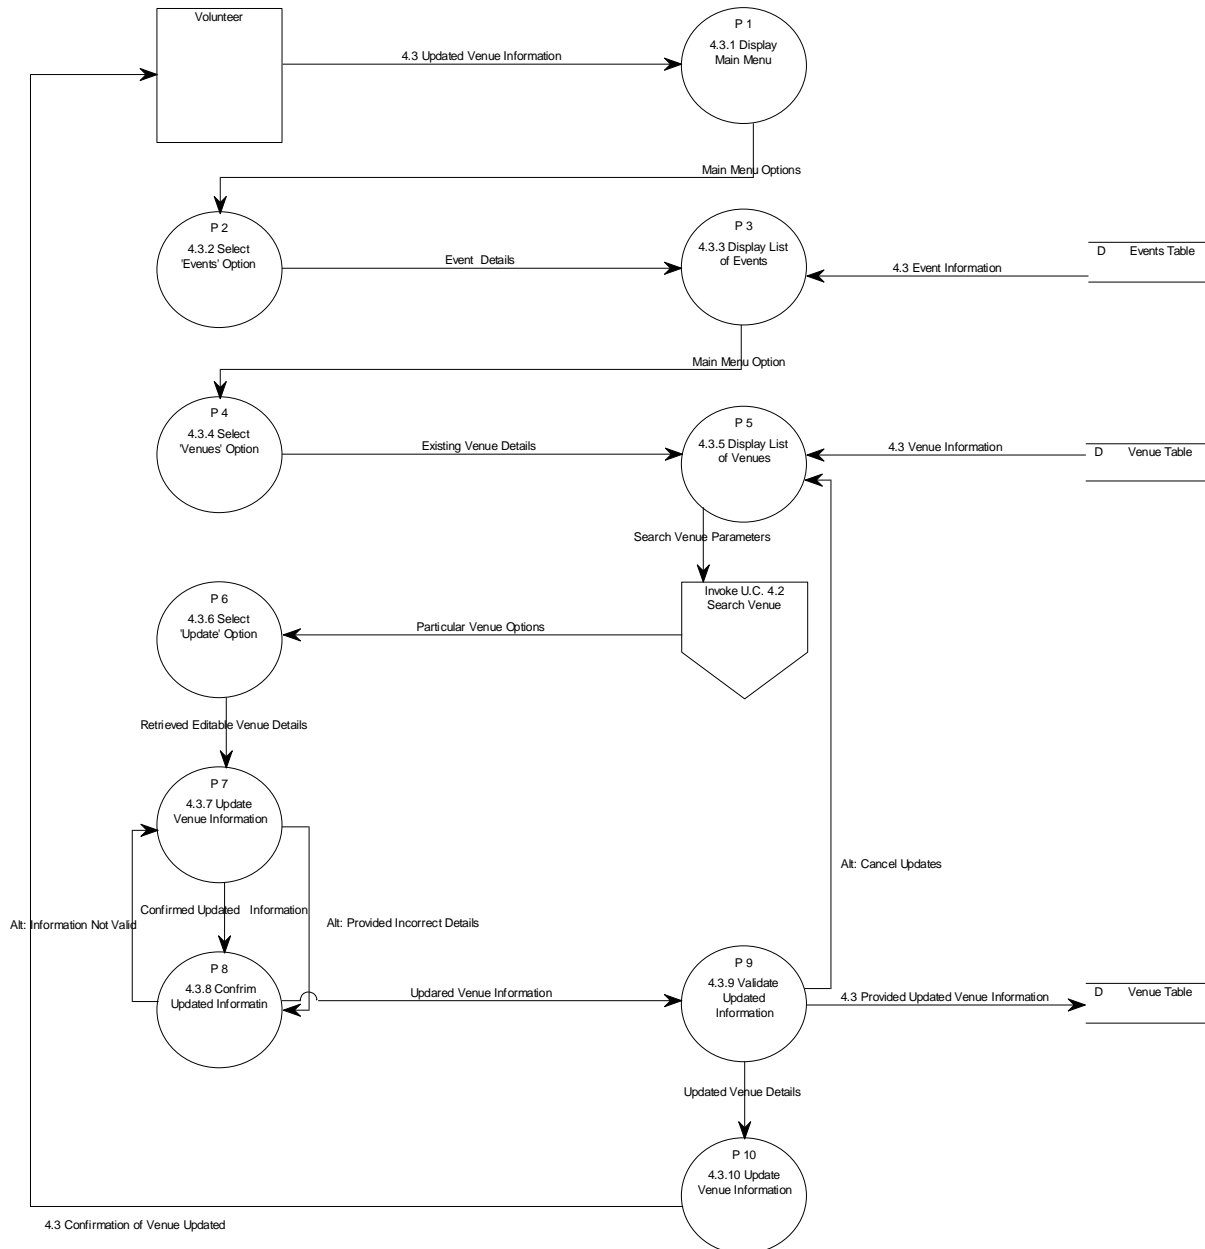 Volunteer
P 1
4.3.1 Display
Main Menu
4.3 Updated Venue Information
Main Menu Options
P 2
4.3.2 Select
'Events' Option
Event Details
P 3
4.3.3 Display List
of Events
4.3 Event Information
D Events Table
Main Menu Option
P 4
4.3.4 Select
'Venues' Option
Existing Venue Details
P 5
4.3.5 Display List
of Venues
4.3 Venue Information
D Venue Table
Search Venue Parameters
Invoke U.C. 4.2
Search Venue
P 6
4.3.6 Select
'Update' Option
Particular Venue Options
Retrieved Editable Venue Details
P 7
4.3.7 Update
Venue Information
Alt: Cancel Updates
Alt: Information Not Valid
Confirmed Updated Information
Alt: Provided Incorrect Details
P 8
4.3.8 Confrim
Updated Informatin
Updared Venue Information
P 9
4.3.9 Validate
Updated
Information
4.3 Provided Updated Venue Information
D Venue Table
Updated Venue Details
P 10
4.3.10 Update
Venue Information
4.3 Confirmation of Venue Updated